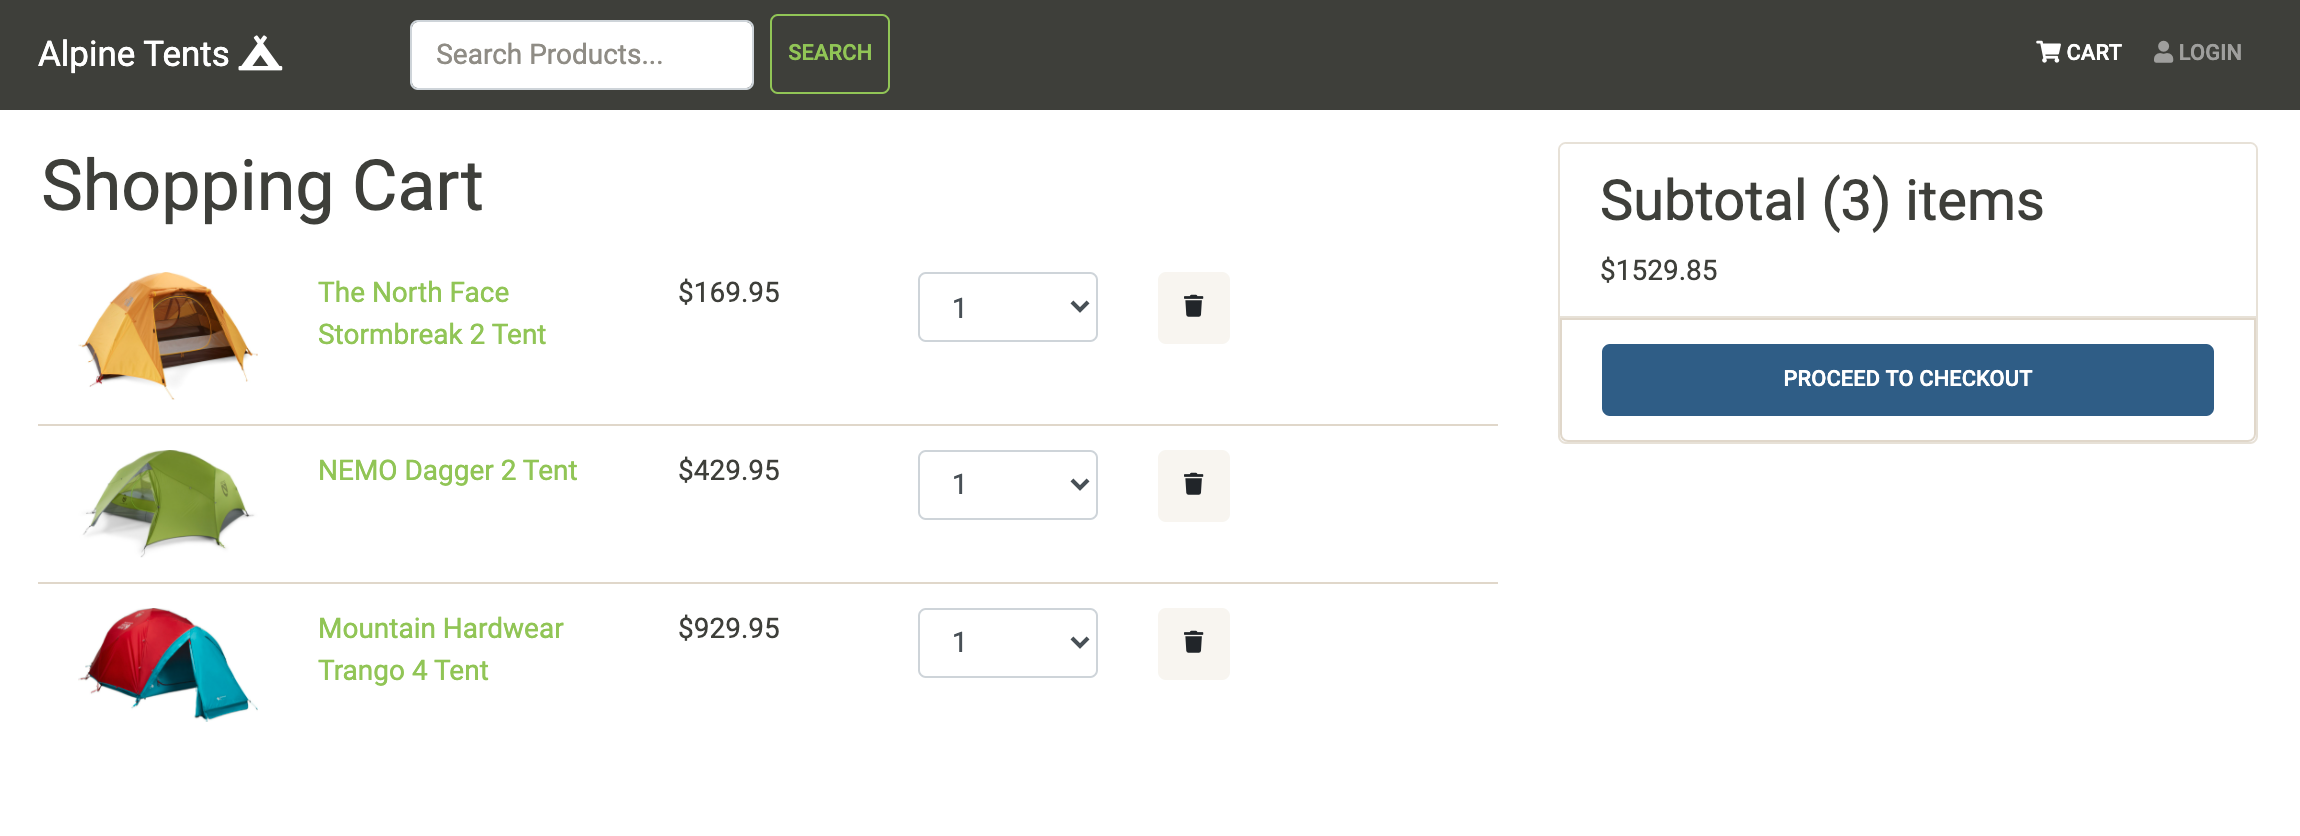 Alpine Tents
Search Products...
SEARCH
CART
LOGIN
Shopping Cart
The North Face
Stormbreak 2 Tent
$169.95
1
NEMO Dagger 2 Tent
$429.95
1
Mountain Hardwear
Trango 4 Tent
$929.95
1
Subtotal (3) items
$1529.85
PROCEED TO CHECKOUT